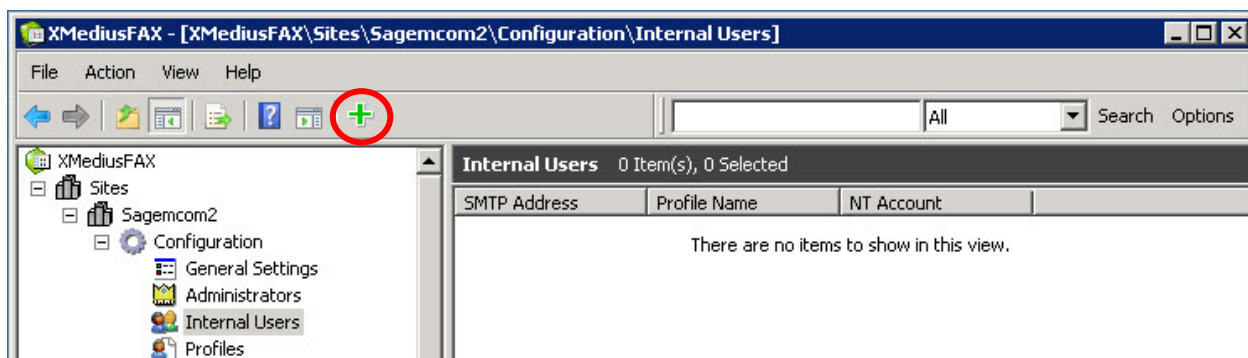 XMediusFAX - [XMediusFAX\Sites\Sagemcom2\Configuration\Internal Users]
File Action View Help
All Search Options
XMediusFAX
Sites
Sagemcom2
Configuration
General Settings
Administrators
Internal Users
Profiles
Internal Users 0 Item(s), 0 Selected
SMTP Address Profile Name NT Account
There are no items to show in this view.